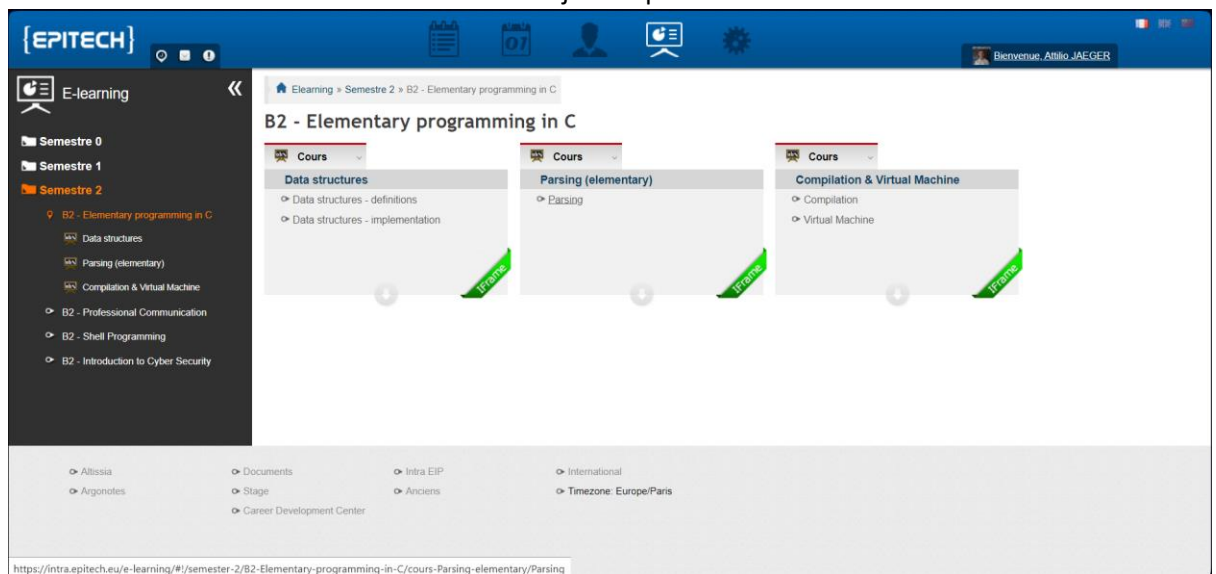 {EPITECH}
07
Bienvenue, Attilio JAEGER
E-learning
Semestre 0
Semestre 1
Semestre 2
B2 - Elementary programming in C
Data structures
Parsing (elementary)
Compilation & Virtual Machine
B2 - Professional Communication
B2 - Shell Programming
B2 - Introduction to Cyber Security
Elearning » Semestre 2 » B2 - Elementary programming in C
B2 - Elementary programming in C
Cours
Data structures
Data structures - definitions
Data structures - implementation
IFrame
Cours
Parsing (elementary)
Parsing
IFrame
Cours
Compilation & Virtual Machine
Compilation
Virtual Machine
IFrame
Altissia
Argonotes
Documents
Stage
Career Development Center
Intra EIP
Anciens
International
Timezone: Europe/Paris
https://intra.epitech.eu/e-learning/#!/semester-2/B2-Elementary-programming-in-C/cours-Parsing-elementary/Parsing